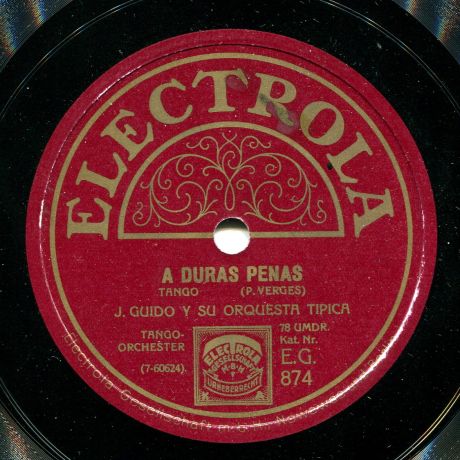 ELECTROLA
A DURAS PENAS
TANGO (P. VERGES)
J. GUIDO Y SU ORQUESTA TIPICA
TANGO-
ORCHESTER
(7-60624).
78 UMDR.
Kat. Nr.
E.G.
874
ELECTROLA
GESELLSCHAFT
M·B·H
URHEBERRECHT
Electrola